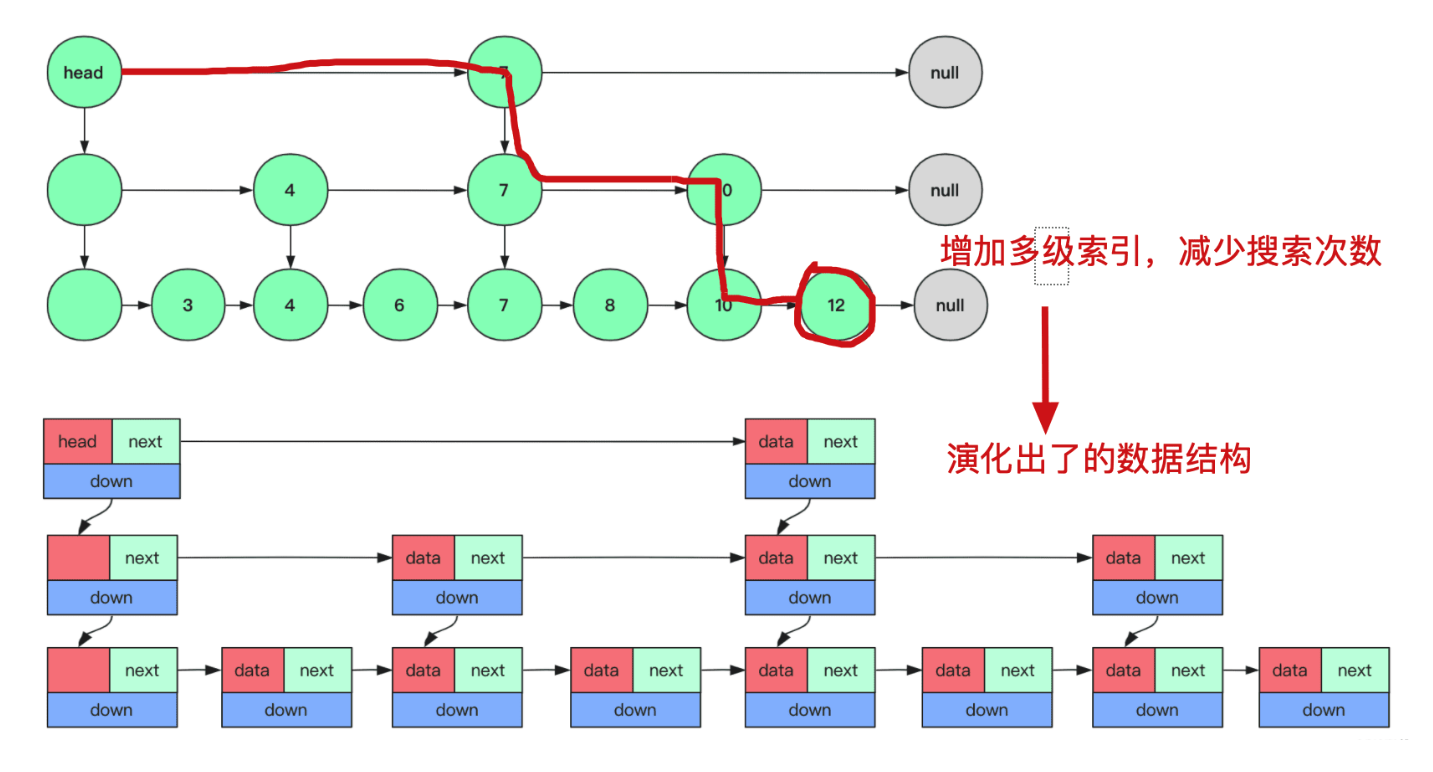 head 7 null
4 7 0 null
增加多级索引，减少搜索次数
3 4 6 7 8 10 12 null
head next data next
down down
演化出了的数据结构
next data next data next data next
down down down down
next data next data next data next data next data next data next data next
down down down down down down down down